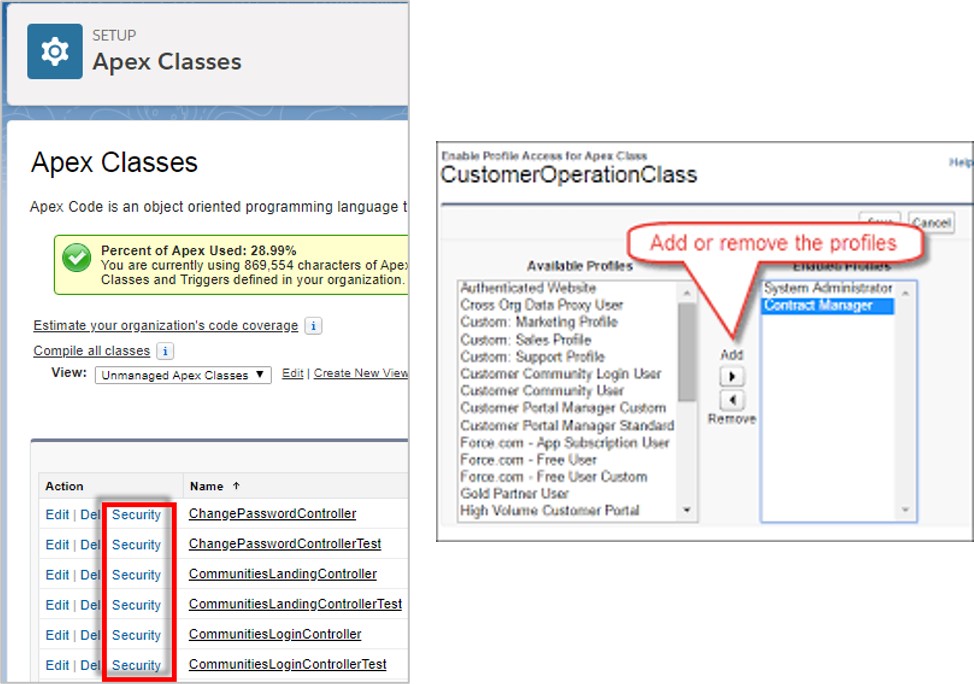 SETUP
Apex Classes
Apex Classes
Apex Code is an object oriented programming language t
Percent of Apex Used: 28.99%
You are currently using 869,554 characters of Apex
Classes and Triggers defined in your organization.
Estimate your organization's code coverage i
Compile all classes i
View: Unmanaged Apex Classes ▼ Edit | Create New View
Action Name ↑
Edit | Del Security ChangePasswordController
Edit | Del Security ChangePasswordControllerTest
Edit | Del Security CommunitiesLandingController
Edit | Del Security CommunitiesLandingControllerTest
Edit | Del Security CommunitiesLoginController
Edit | Del Security CommunitiesLoginControllerTest
Enable Profile Access for Apex Class
CustomerOperationClass
Help
Save Cancel
Add or remove the profiles
Available Profiles
Authenticated Website
Cross Org Data Proxy User
Custom: Marketing Profile
Custom: Sales Profile
Custom: Support Profile
Customer Community Login User
Customer Community User
Customer Portal Manager Custom
Customer Portal Manager Standard
Force.com - App Subscription User
Force.com - Free User
Force.com - Free User Custom
Gold Partner User
High Volume Customer Portal
Add
Remove
Enabled Profiles
System Administrator
Contract Manager